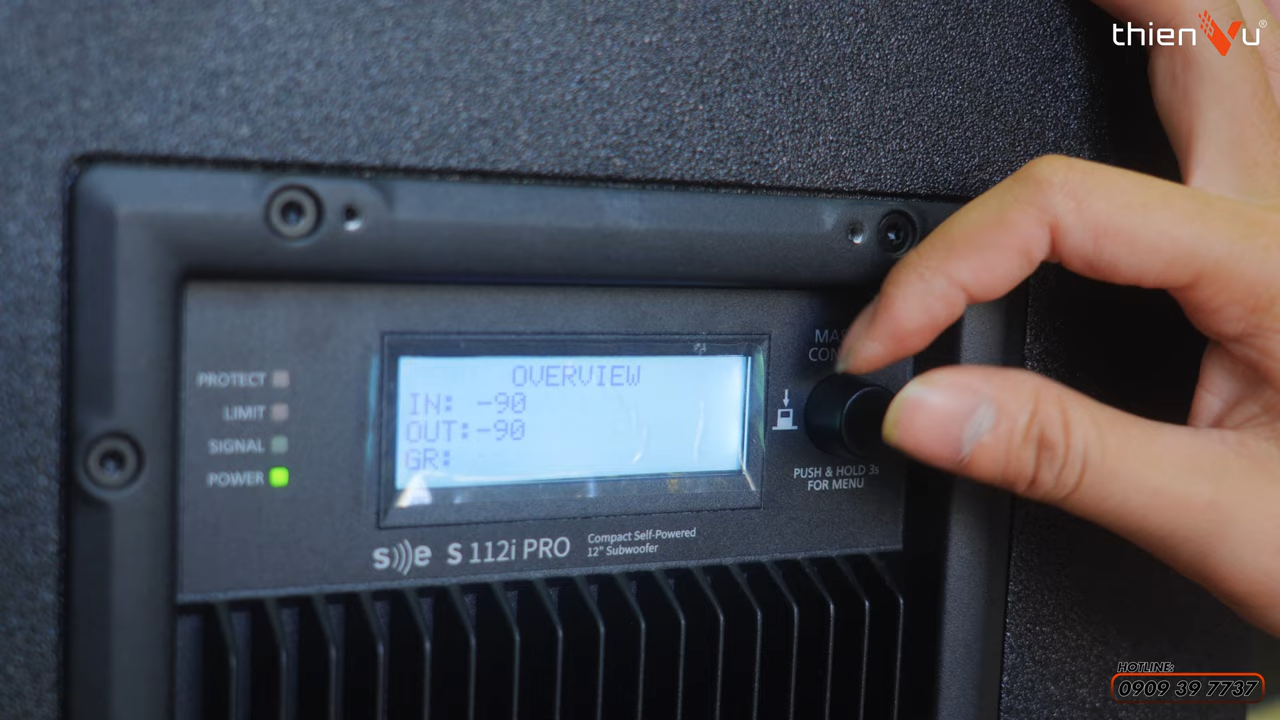 thienVu®
PROTECT
LIMIT
SIGNAL
POWER
OVERVIEW
IN: -90
OUT:-90
GR:
PUSH & HOLD 3s
FOR MENU
S 112i PRO
Compact Self-Powered
12" Subwoofer
HOTLINE:
0909 39 7737